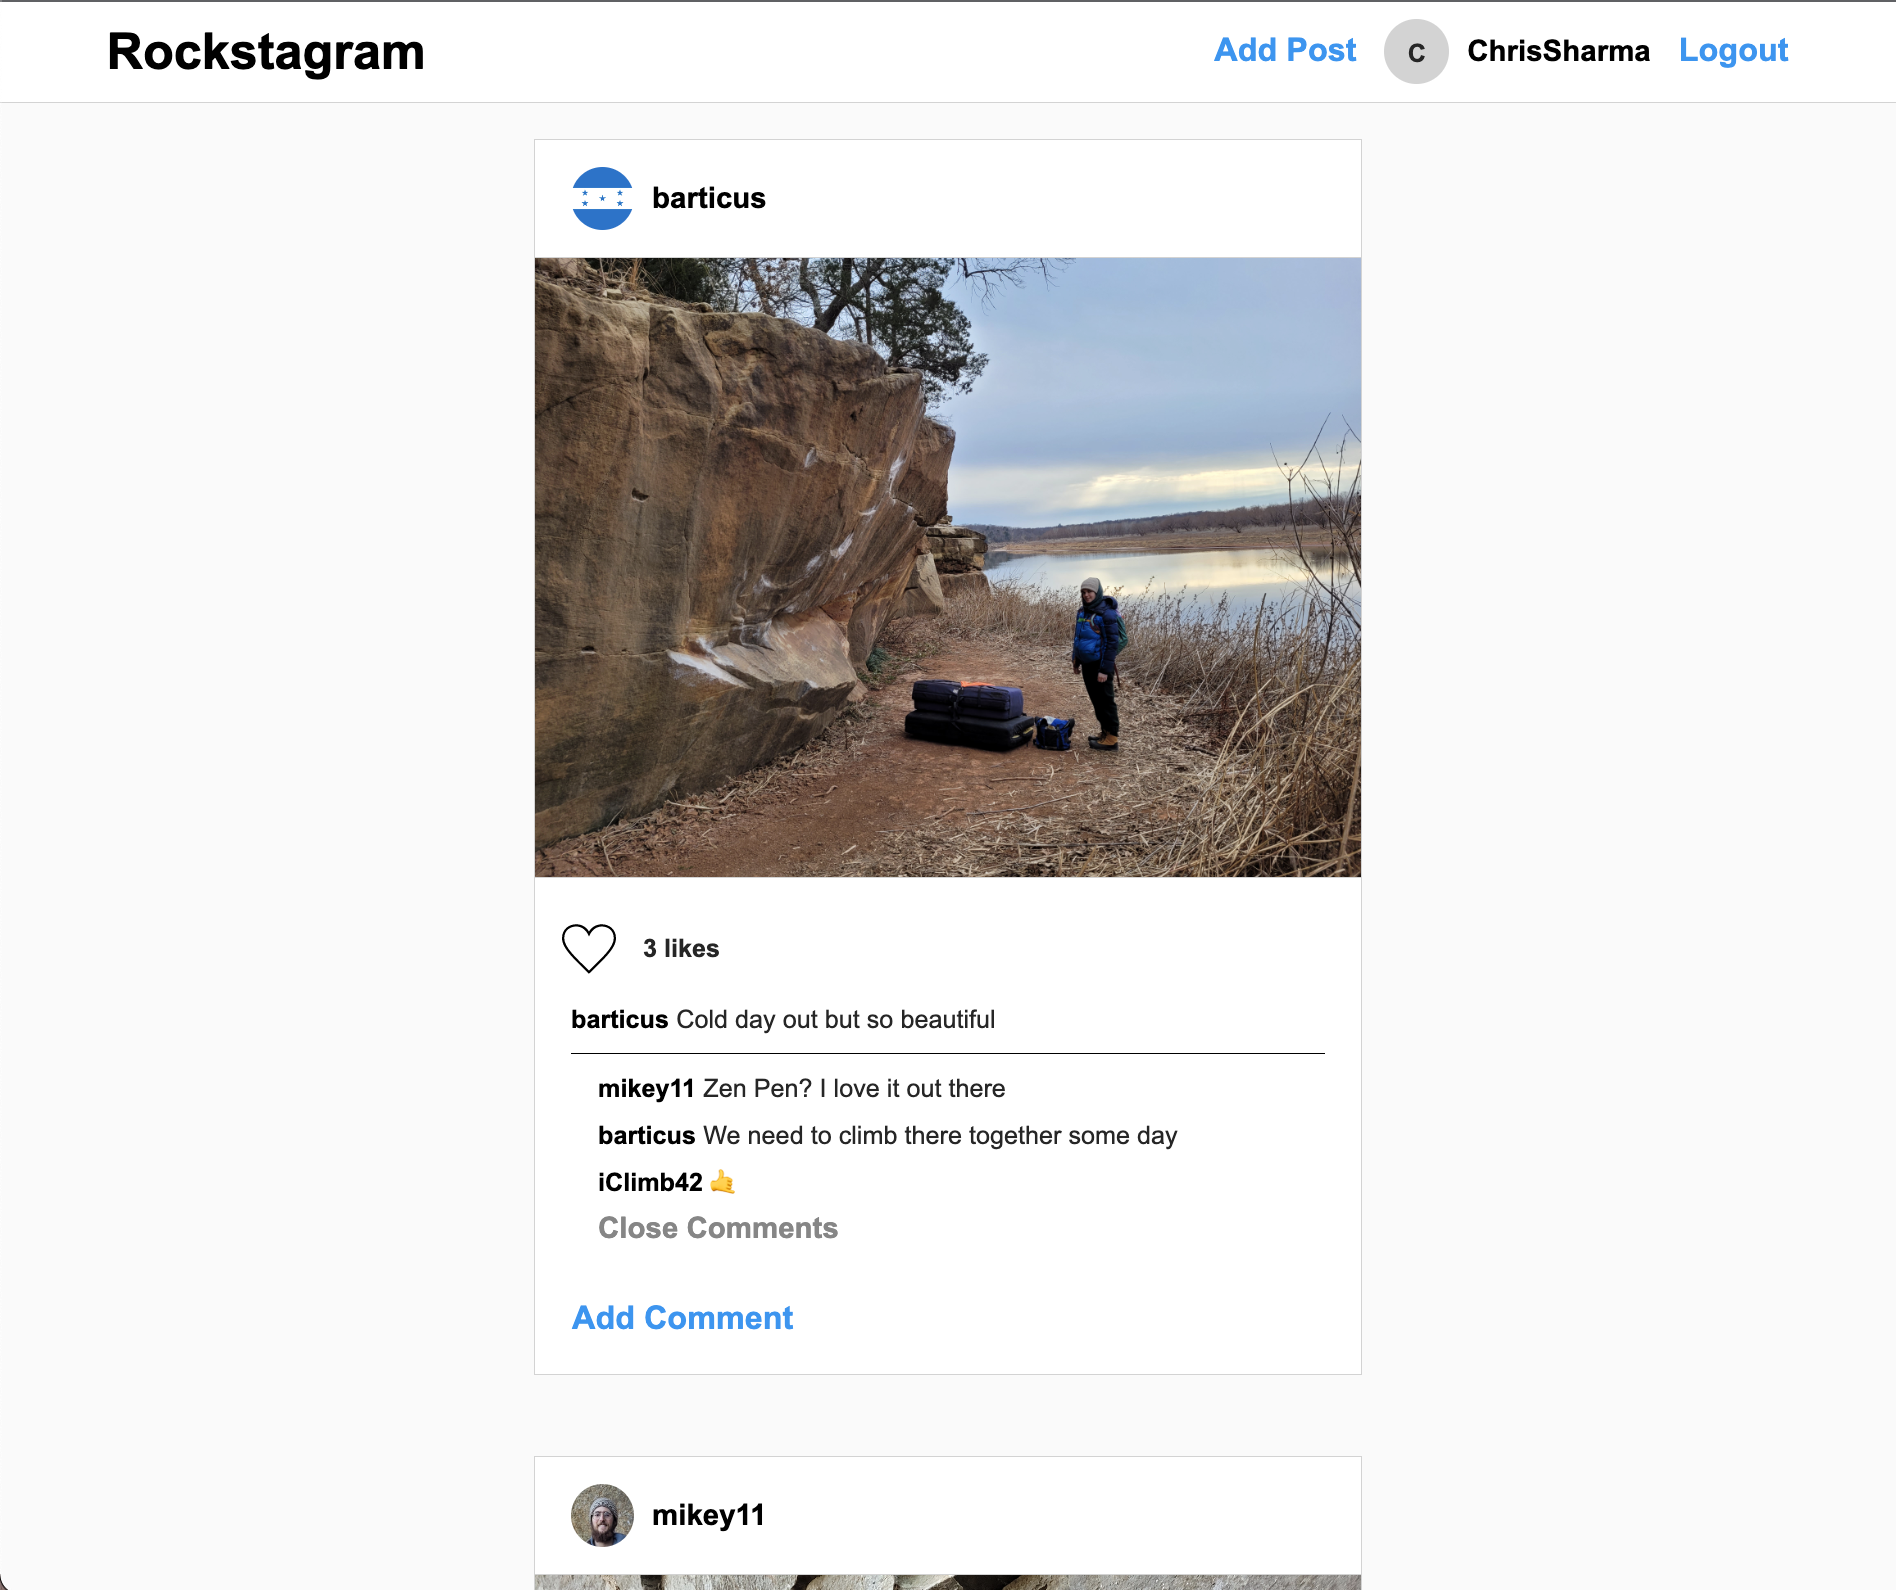 Rockstagram
Add Post C ChrisSharma Logout
barticus
3 likes
barticus Cold day out but so beautiful
mikey11 Zen Pen? I love it out there
barticus We need to climb there together some day
iClimb42 🤙
Close Comments
Add Comment
mikey11